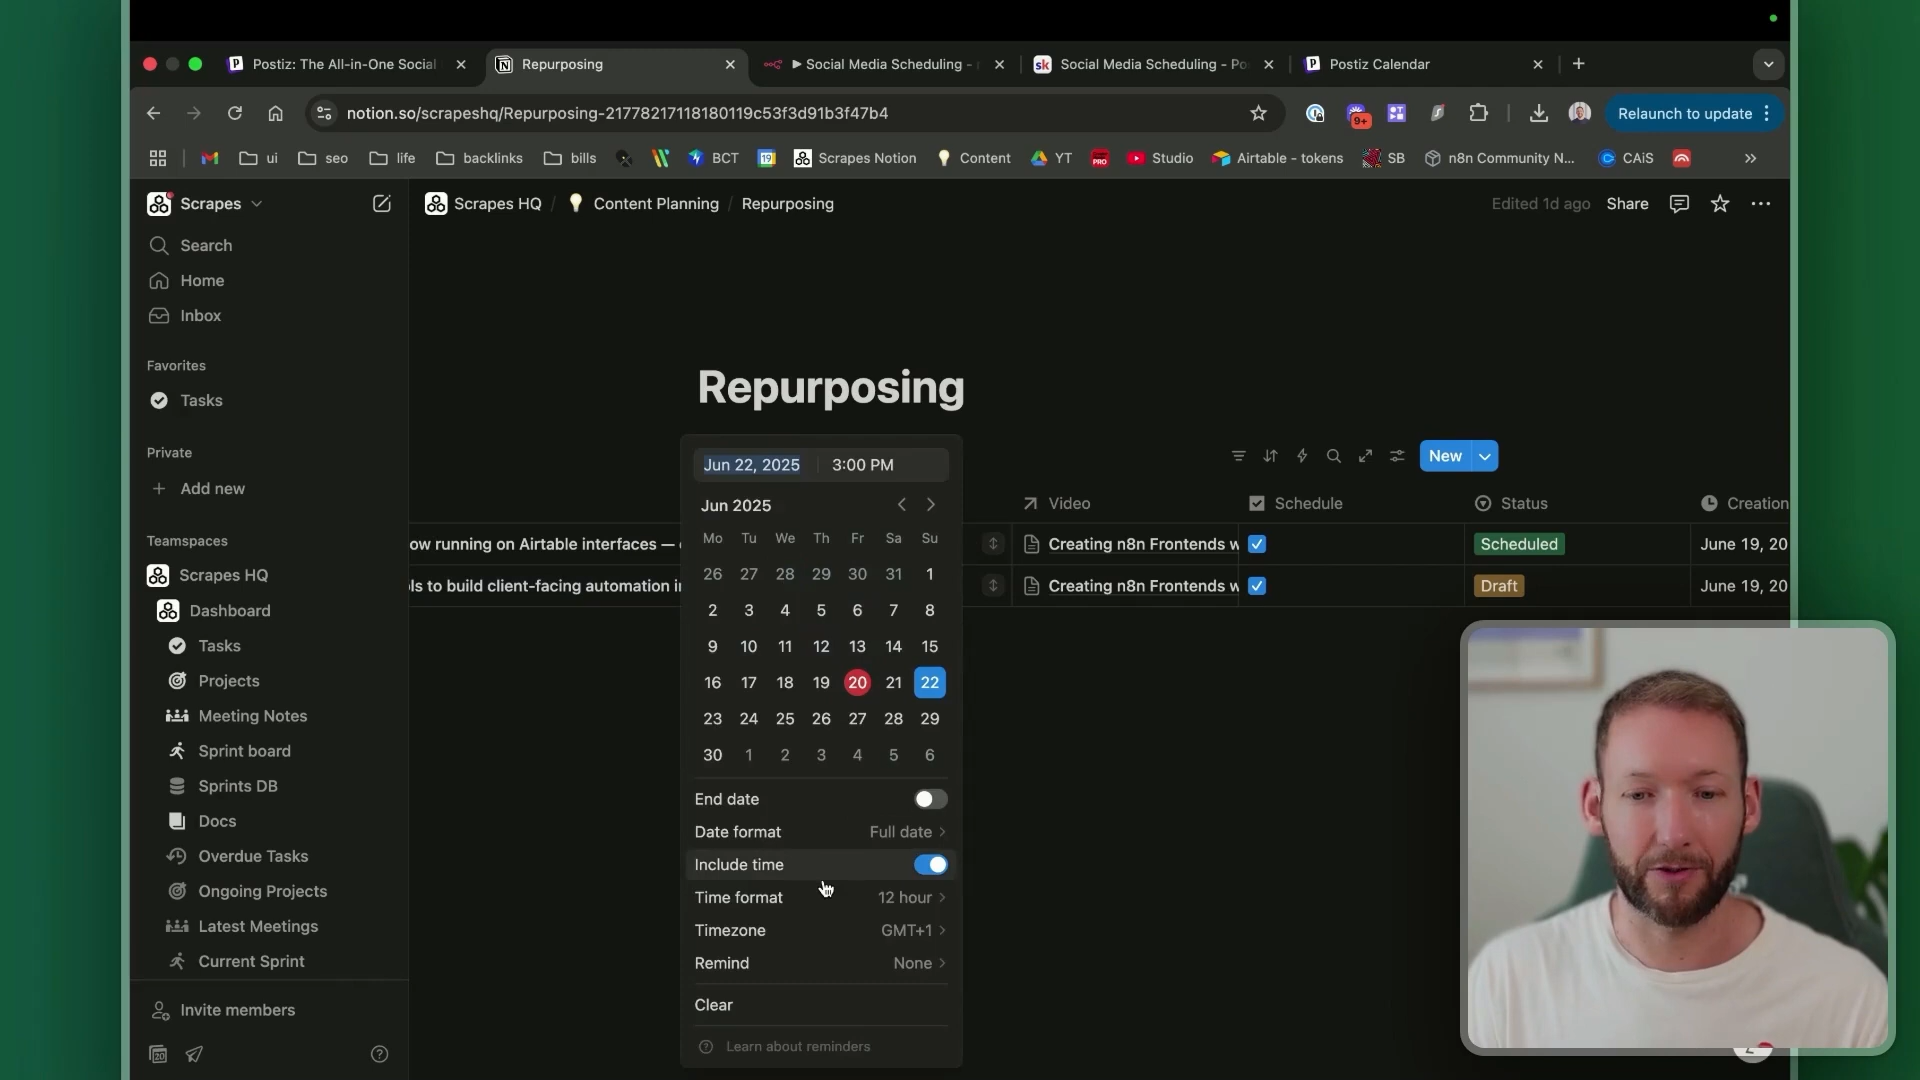 Postiz: The All-in-One Social
Repurposing
Social Media Scheduling -
Social Media Scheduling - Po
Postiz Calendar
notion.so/scrapeshq/Repurposing-21778217118180119c53f3d91b3f47b4
9+
Relaunch to update
ui
seo
life
backlinks
bills
BCT
19
Scrapes Notion
Content
YT
PRO
Studio
Airtable - tokens
SB
n8n Community N...
CAiS
Scrapes
Scrapes HQ / Content Planning / Repurposing
Edited 1d ago
Share
Search
Home
Inbox
Favorites
Tasks
Private
Add new
Teamspaces
Scrapes HQ
Dashboard
Tasks
Projects
Meeting Notes
Sprint board
Sprints DB
Docs
Overdue Tasks
Ongoing Projects
Latest Meetings
Current Sprint
Invite members
20
Repurposing
New
Video
Schedule
Status
Creation
ow running on Airtable interfaces —
Creating n8n Frontends w
Scheduled
June 19, 20
ls to build client-facing automation i
Creating n8n Frontends w
Draft
June 19, 20
Jun 22, 2025
3:00 PM
Jun 2025
Mo Tu We Th Fr Sa Su
26 27 28 29 30 31 1
2 3 4 5 6 7 8
9 10 11 12 13 14 15
16 17 18 19 20 21 22
23 24 25 26 27 28 29
30 1 2 3 4 5 6
End date
Date format
Full date
Include time
Time format
12 hour
Timezone
GMT+1
Remind
None
Clear
Learn about reminders